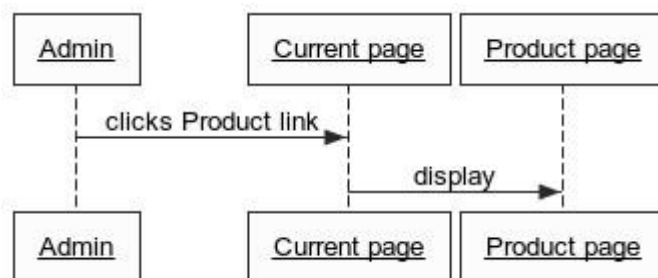 Admin
Current page
Product page
clicks Product link
display
Admin
Current page
Product page